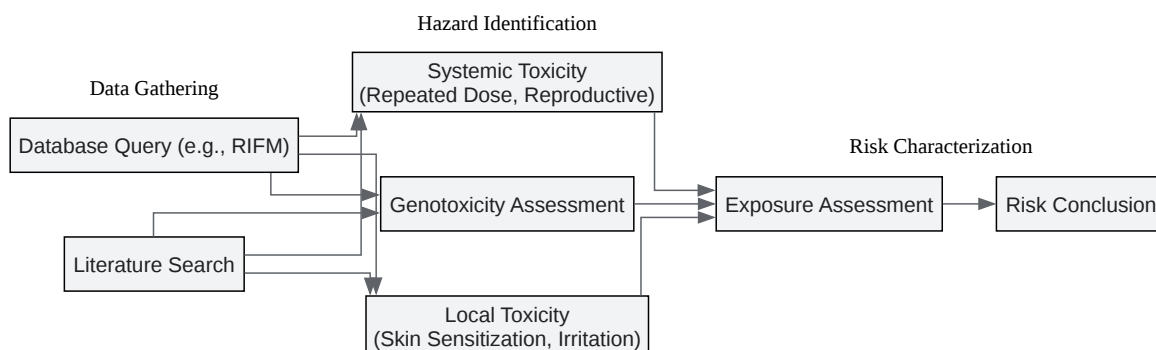 Hazard Identification
Systemic Toxicity
(Repeated Dose, Reproductive)
Data Gathering
Database Query (e.g., RIFM)
Risk Characterization
Genotoxicity Assessment
Exposure Assessment
Risk Conclusion
Literature Search
Local Toxicity
(Skin Sensitization, Irritation)